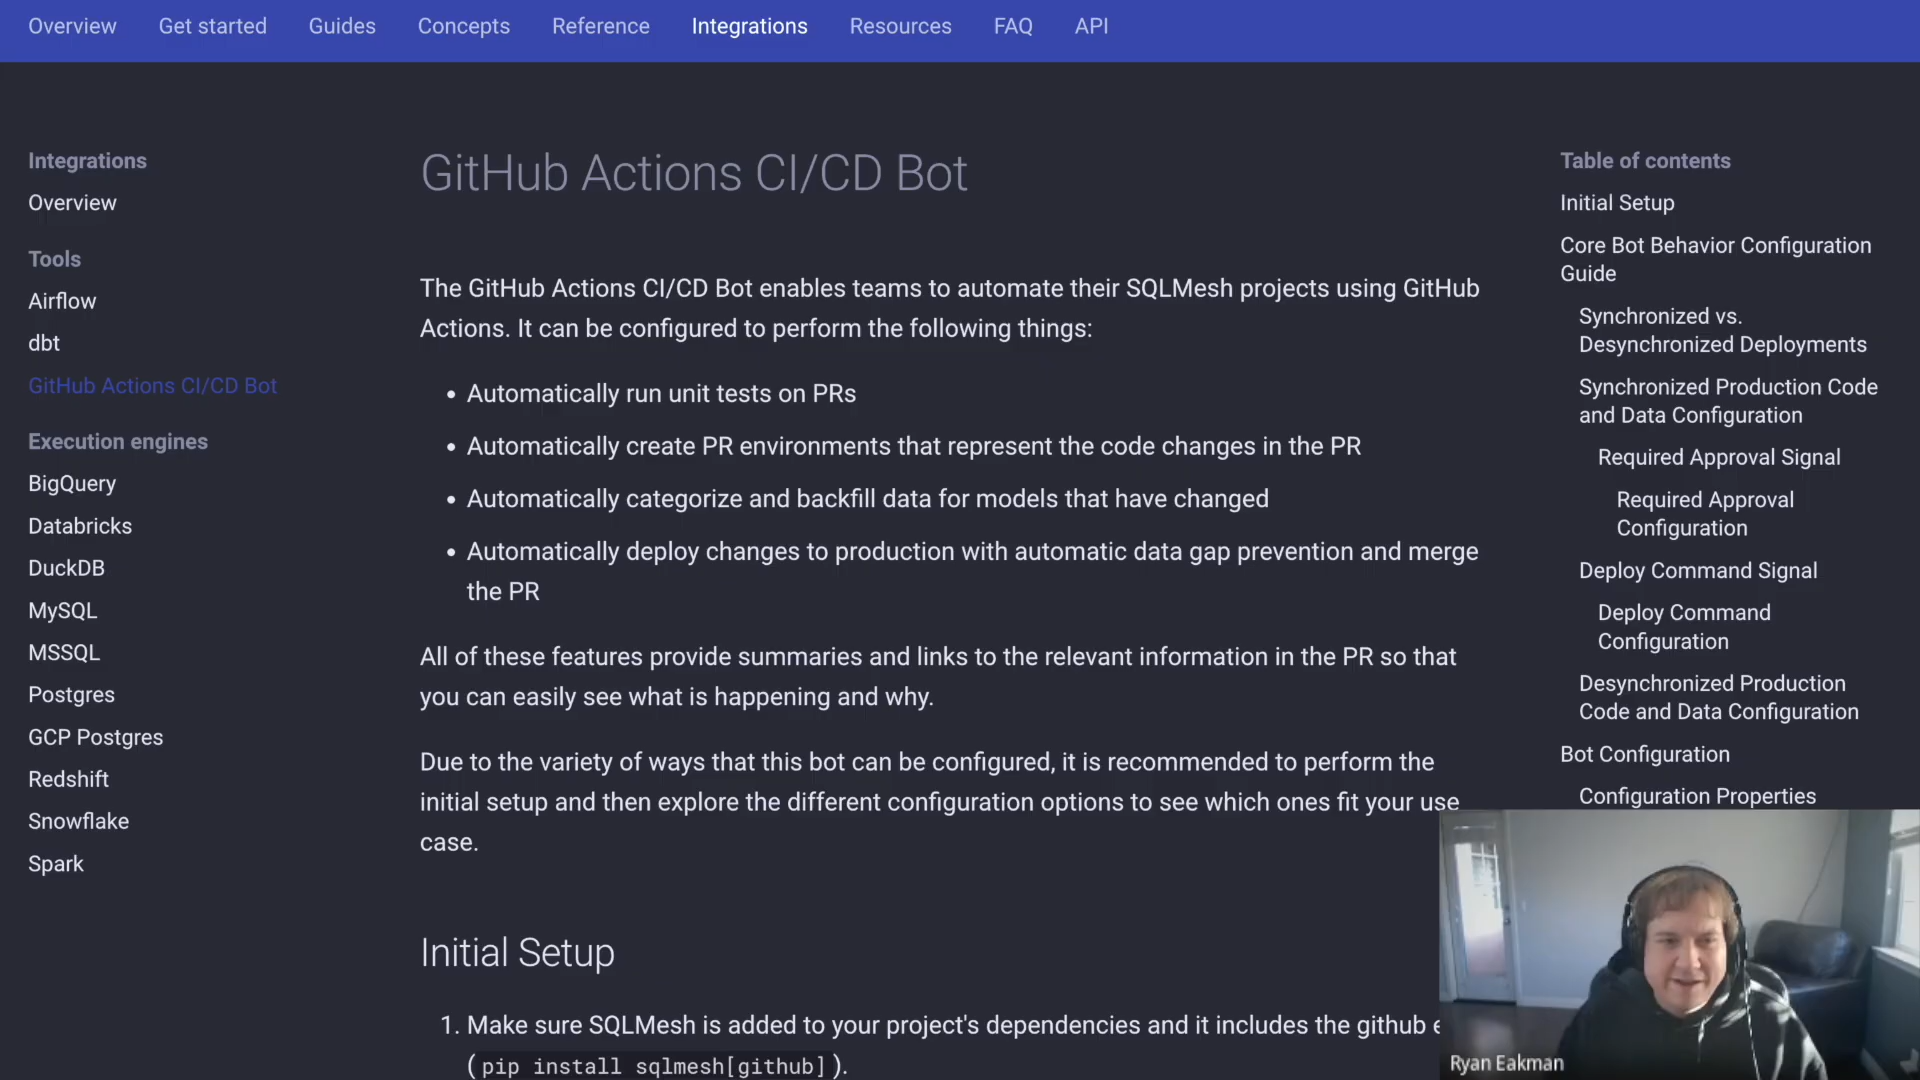 Overview Get started Guides Concepts Reference Integrations Resources FAQ API
Integrations
Overview
Tools
Airflow
dbt
GitHub Actions CI/CD Bot
Execution engines
BigQuery
Databricks
DuckDB
MySQL
MSSQL
Postgres
GCP Postgres
Redshift
Snowflake
Spark
GitHub Actions CI/CD Bot
The GitHub Actions CI/CD Bot enables teams to automate their SQLMesh projects using GitHub
Actions. It can be configured to perform the following things:
• Automatically run unit tests on PRs
• Automatically create PR environments that represent the code changes in the PR
• Automatically categorize and backfill data for models that have changed
• Automatically deploy changes to production with automatic data gap prevention and merge
the PR
All of these features provide summaries and links to the relevant information in the PR so that
you can easily see what is happening and why.
Due to the variety of ways that this bot can be configured, it is recommended to perform the
initial setup and then explore the different configuration options to see which ones fit your use
case.
Initial Setup
1. Make sure SQLMesh is added to your project's dependencies and it includes the github
(pip install sqlmesh[github]).
Table of contents
Initial Setup
Core Bot Behavior Configuration
Guide
Synchronized vs.
Desynchronized Deployments
Synchronized Production Code
and Data Configuration
Required Approval Signal
Required Approval
Configuration
Deploy Command Signal
Deploy Command
Configuration
Desynchronized Production
Code and Data Configuration
Bot Configuration
Configuration Properties
Ryan Eakman